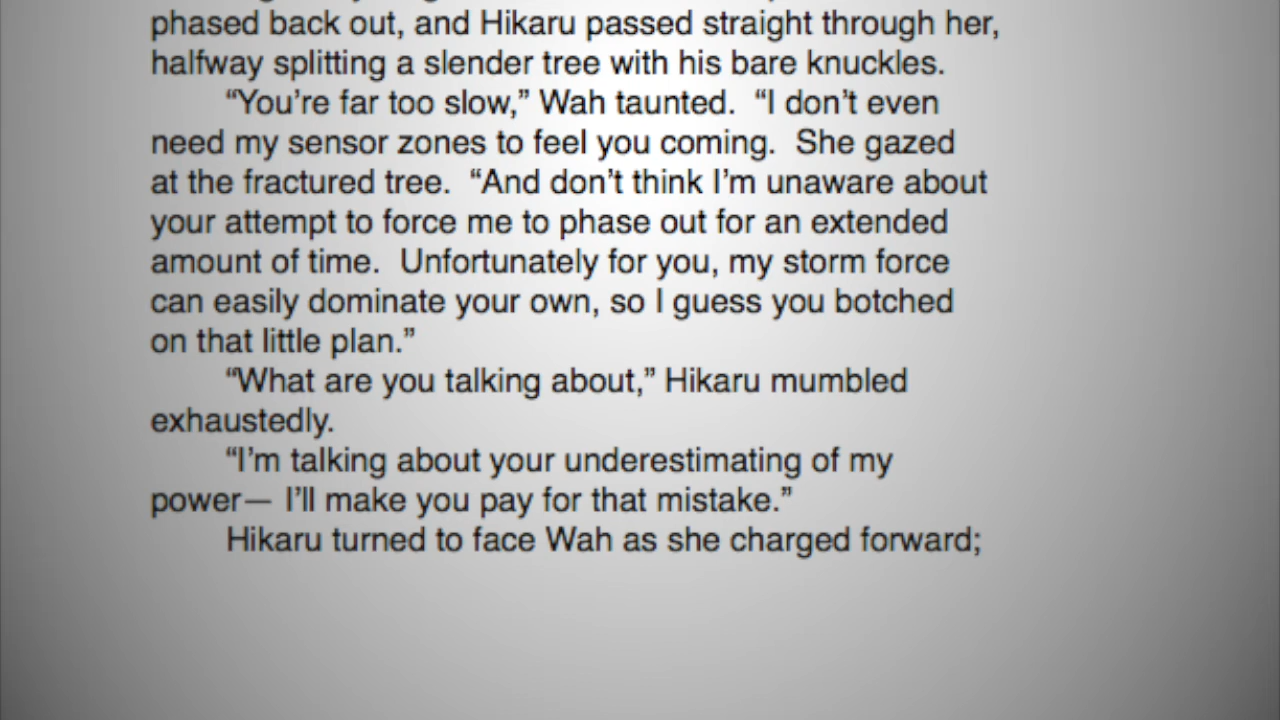 phased back out, and Hikaru passed straight through her,
halfway splitting a slender tree with his bare knuckles.
“You’re far too slow,” Wah taunted.  “I don’t even
need my sensor zones to feel you coming.  She gazed
at the fractured tree.  “And don’t think I’m unaware about
your attempt to force me to phase out for an extended
amount of time.  Unfortunately for you, my storm force
can easily dominate your own, so I guess you botched
on that little plan.”
“What are you talking about,” Hikaru mumbled
exhaustedly.
“I’m talking about your underestimating of my
power— I’ll make you pay for that mistake.”
Hikaru turned to face Wah as she charged forward;